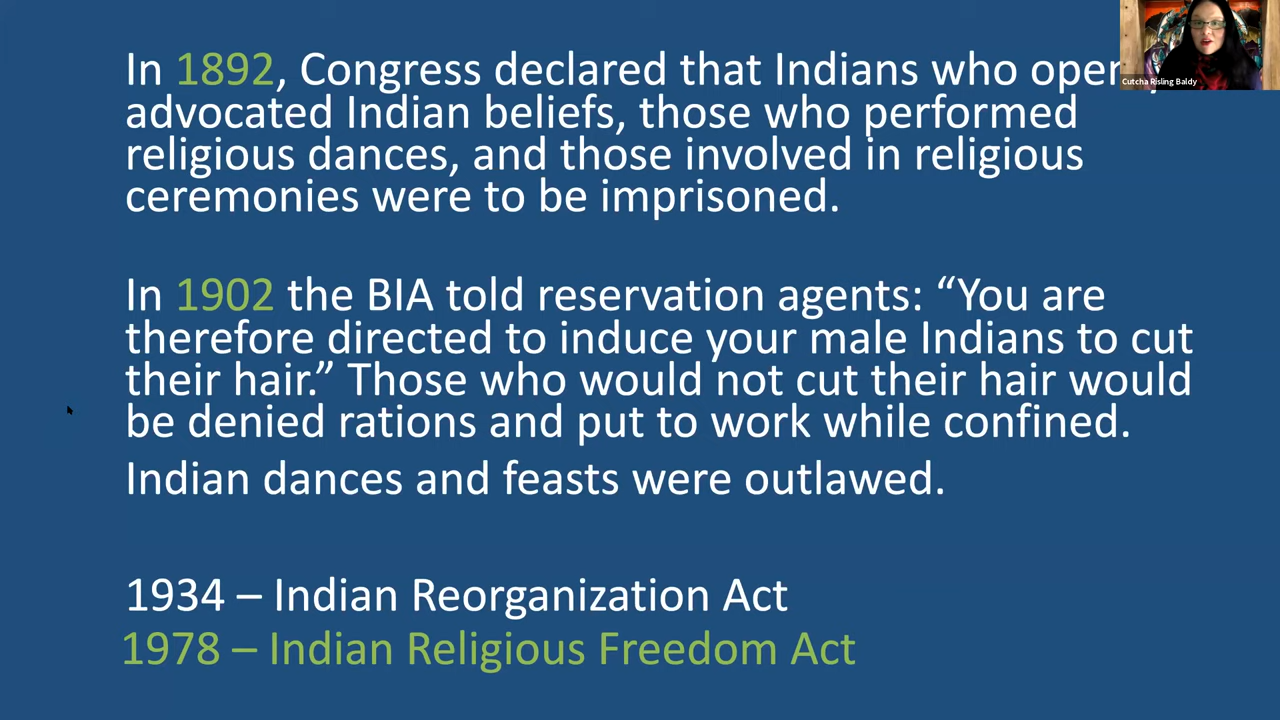 In 1892, Congress declared that Indians who
advocated Indian beliefs, those who performed
religious dances, and those involved in religious
ceremonies were to be imprisoned.
In 1902 the BIA told reservation agents: “You are
therefore directed to induce your male Indians to cut
their hair.” Those who would not cut their hair would
be denied rations and put to work while confined.
Indian dances and feasts were outlawed.
1934 – Indian Reorganization Act
1978 – Indian Religious Freedom Act
Cutcha Risling Baldy